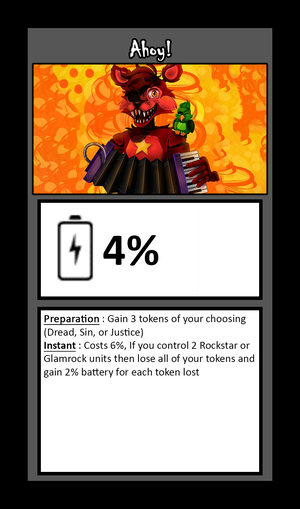 Ahoy!
4%
Preparation : Gain 3 tokens of your choosing
(Dread, Sin, or Justice)
Instant : Costs 6%, If you control 2 Rockstar or
Glamrock units then lose all of your tokens and
gain 2% battery for each token lost